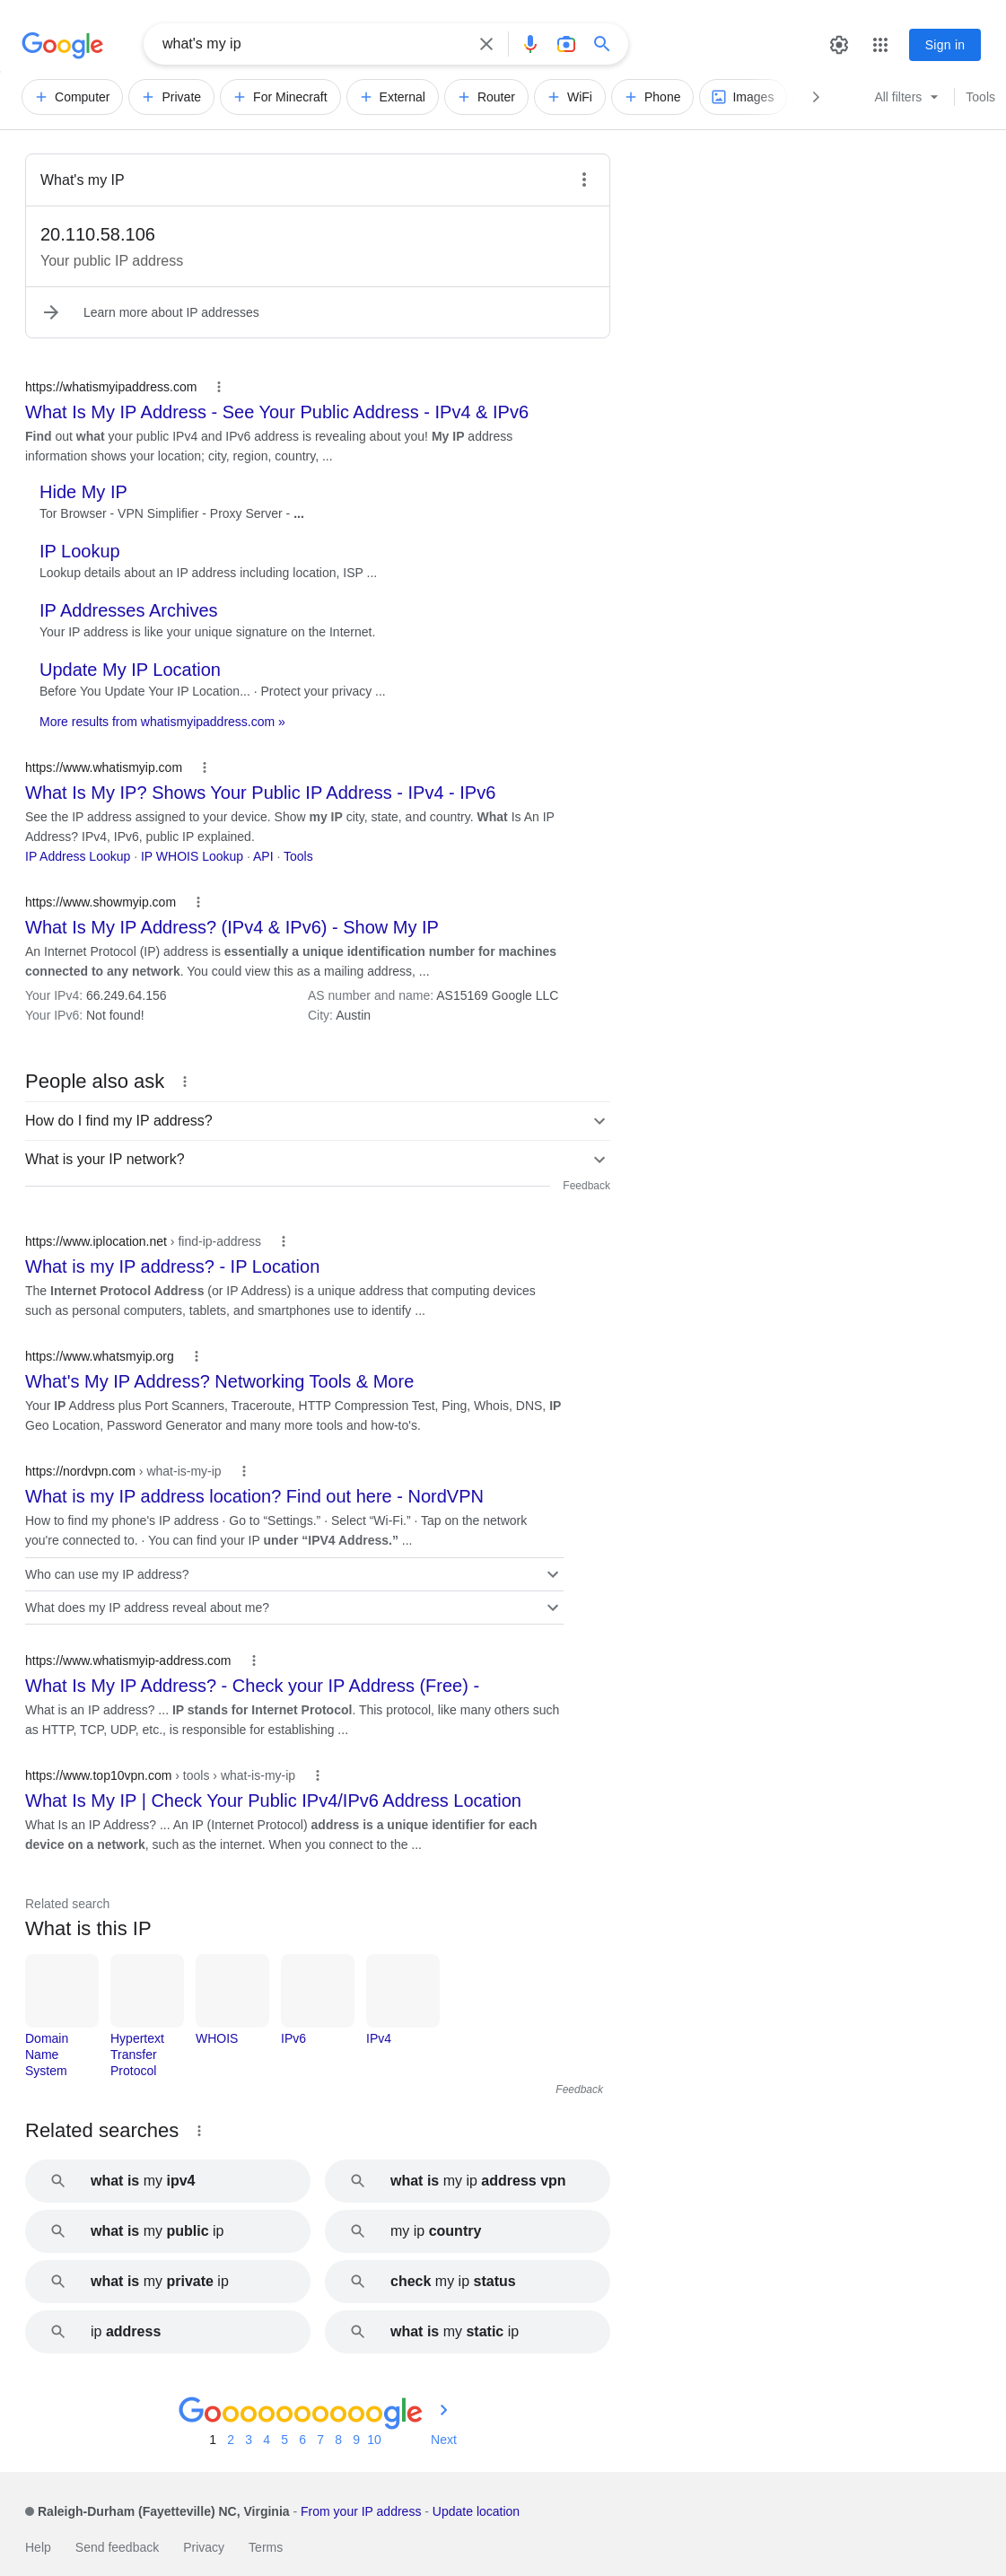 Google
what's my ip
Sign in
Computer
Private
For Minecraft
External
Router
WiFi
Phone
Images
All filters
Tools
What's my IP
20.110.58.106
Your public IP address
Learn more about IP addresses
https://whatismyipaddress.com
What Is My IP Address - See Your Public Address - IPv4 & IPv6
Find out what your public IPv4 and IPv6 address is revealing about you! My IP address
information shows your location; city, region, country, ...
Hide My IP
Tor Browser - VPN Simplifier - Proxy Server - ...
IP Lookup
Lookup details about an IP address including location, ISP ...
IP Addresses Archives
Your IP address is like your unique signature on the Internet.
Update My IP Location
Before You Update Your IP Location... · Protect your privacy ...
More results from whatismyipaddress.com »
https://www.whatismyip.com
What Is My IP? Shows Your Public IP Address - IPv4 - IPv6
See the IP address assigned to your device. Show my IP city, state, and country. What Is An IP
Address? IPv4, IPv6, public IP explained.
IP Address Lookup · IP WHOIS Lookup · API · Tools
https://www.showmyip.com
What Is My IP Address? (IPv4 & IPv6) - Show My IP
An Internet Protocol (IP) address is essentially a unique identification number for machines
connected to any network. You could view this as a mailing address, ...
Your IPv4: 66.249.64.156
AS number and name: AS15169 Google LLC
Your IPv6: Not found!
City: Austin
People also ask
How do I find my IP address?
What is your IP network?
Feedback
https://www.iplocation.net › find-ip-address
What is my IP address? - IP Location
The Internet Protocol Address (or IP Address) is a unique address that computing devices
such as personal computers, tablets, and smartphones use to identify ...
https://www.whatsmyip.org
What's My IP Address? Networking Tools & More
Your IP Address plus Port Scanners, Traceroute, HTTP Compression Test, Ping, Whois, DNS, IP
Geo Location, Password Generator and many more tools and how-to's.
https://nordvpn.com › what-is-my-ip
What is my IP address location? Find out here - NordVPN
How to find my phone's IP address · Go to “Settings.” · Select “Wi-Fi.” · Tap on the network
you're connected to. · You can find your IP under “IPV4 Address.” ...
Who can use my IP address?
What does my IP address reveal about me?
https://www.whatismyip-address.com
What Is My IP Address? - Check your IP Address (Free) -
What is an IP address? ... IP stands for Internet Protocol. This protocol, like many others such
as HTTP, TCP, UDP, etc., is responsible for establishing ...
https://www.top10vpn.com › tools › what-is-my-ip
What Is My IP | Check Your Public IPv4/IPv6 Address Location
What Is an IP Address? ... An IP (Internet Protocol) address is a unique identifier for each
device on a network, such as the internet. When you connect to the ...
Related search
What is this IP
Domain
Name
System
Hypertext
Transfer
Protocol
WHOIS
IPv6
IPv4
Feedback
Related searches
what is my ipv4
what is my ip address vpn
what is my public ip
my ip country
what is my private ip
check my ip status
ip address
what is my static ip
Goooooooooogle
1 2 3 4 5 6 7 8 9 10 Next
Raleigh-Durham (Fayetteville) NC, Virginia - From your IP address - Update location
Help Send feedback Privacy Terms